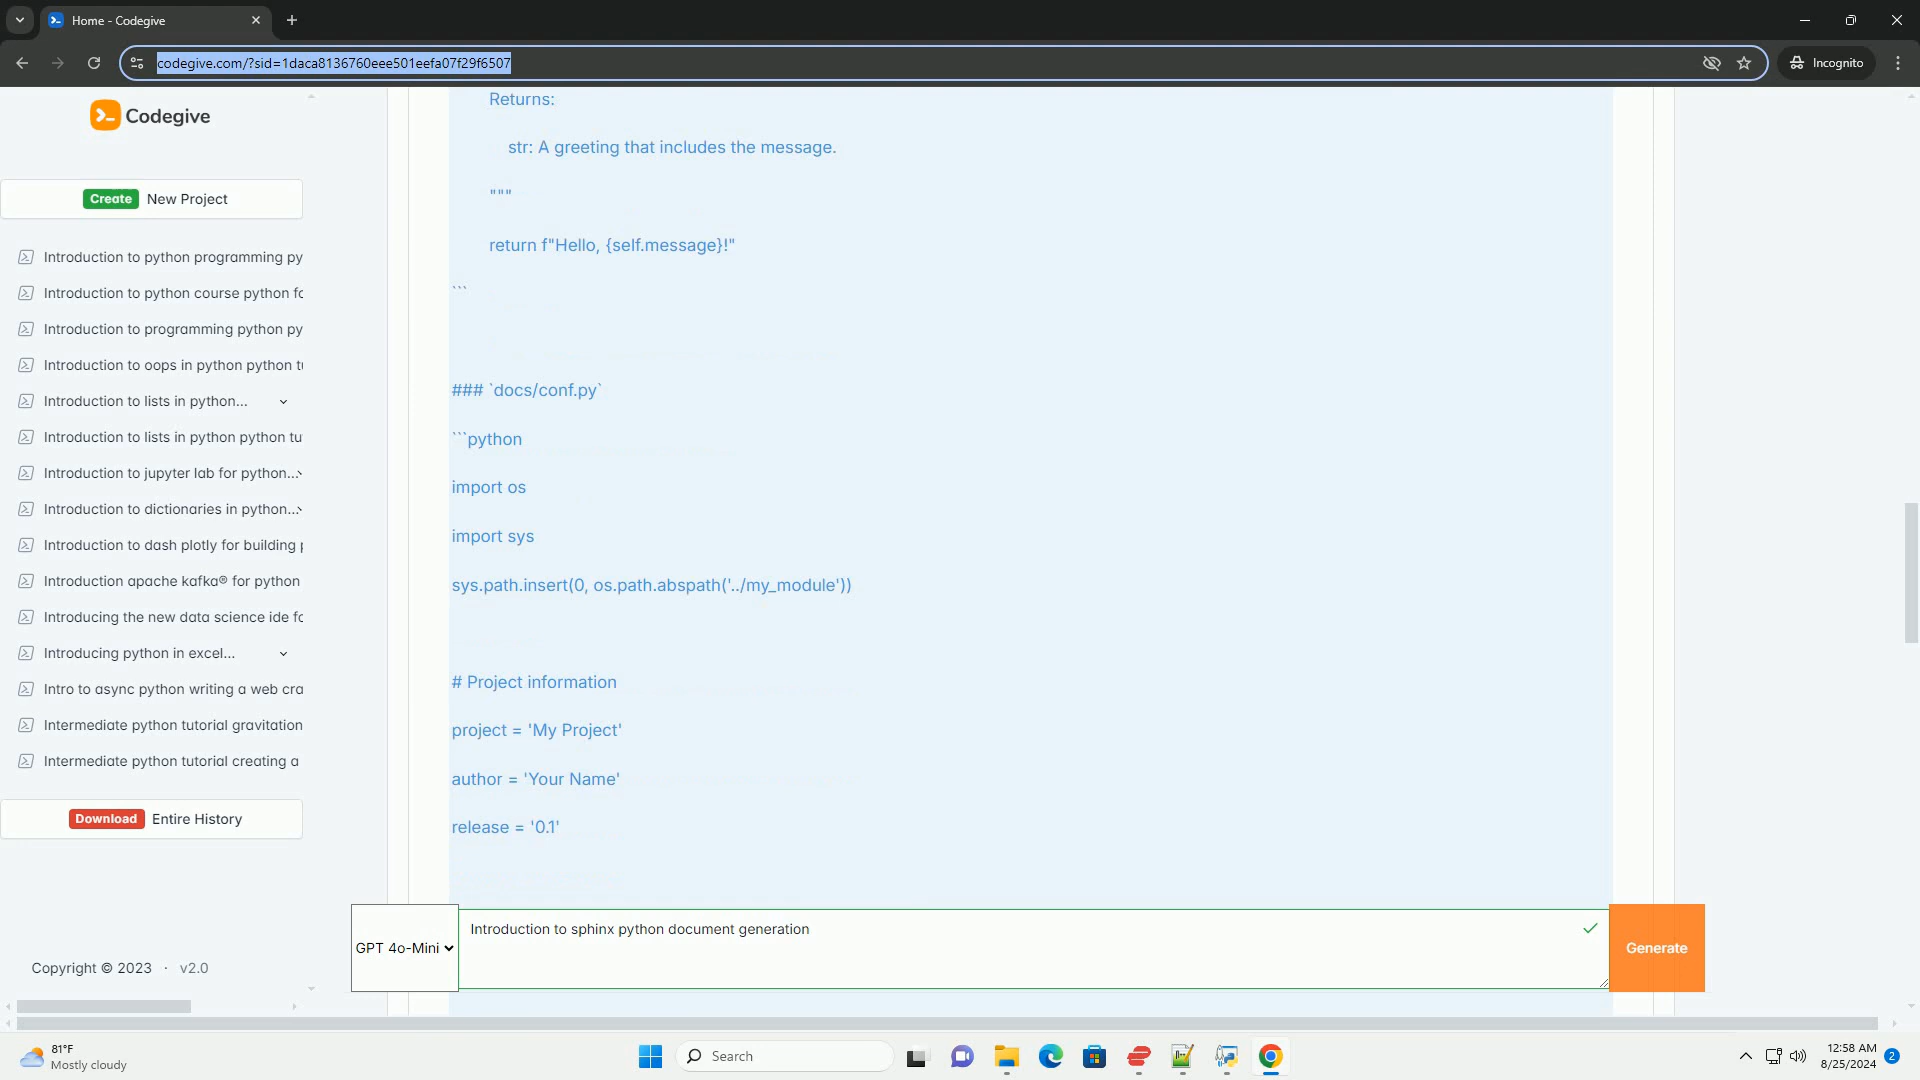 Home - Codegive
codegive.com/?sid=1daca8136760eee501eefa07f29f6507
Incognito
Codegive
Create New Project
Introduction to python programming py
Introduction to python course python fo
Introduction to programming python py
Introduction to oops in python python tu
Introduction to lists in python...
Introduction to lists in python python tu
Introduction to jupyter lab for python...
Introduction to dictionaries in python...
Introduction to dash plotly for building p
Introduction apache kafka® for python
Introducing the new data science ide fo
Introducing python in excel...
Intro to async python writing a web cra
Intermediate python tutorial gravitation
Intermediate python tutorial creating a
Download Entire History
Copyright © 2023 · v2.0
Returns:
str: A greeting that includes the message.
"""
return f"Hello, {self.message}!"
```
### `docs/conf.py`
```python
import os
import sys
sys.path.insert(0, os.path.abspath('../my_module'))
# Project information
project = 'My Project'
author = 'Your Name'
release = '0.1'
GPT 4o-Mini
Introduction to sphinx python document generation
Generate
81°F
Mostly cloudy
Search
12:58 AM
8/25/2024
2